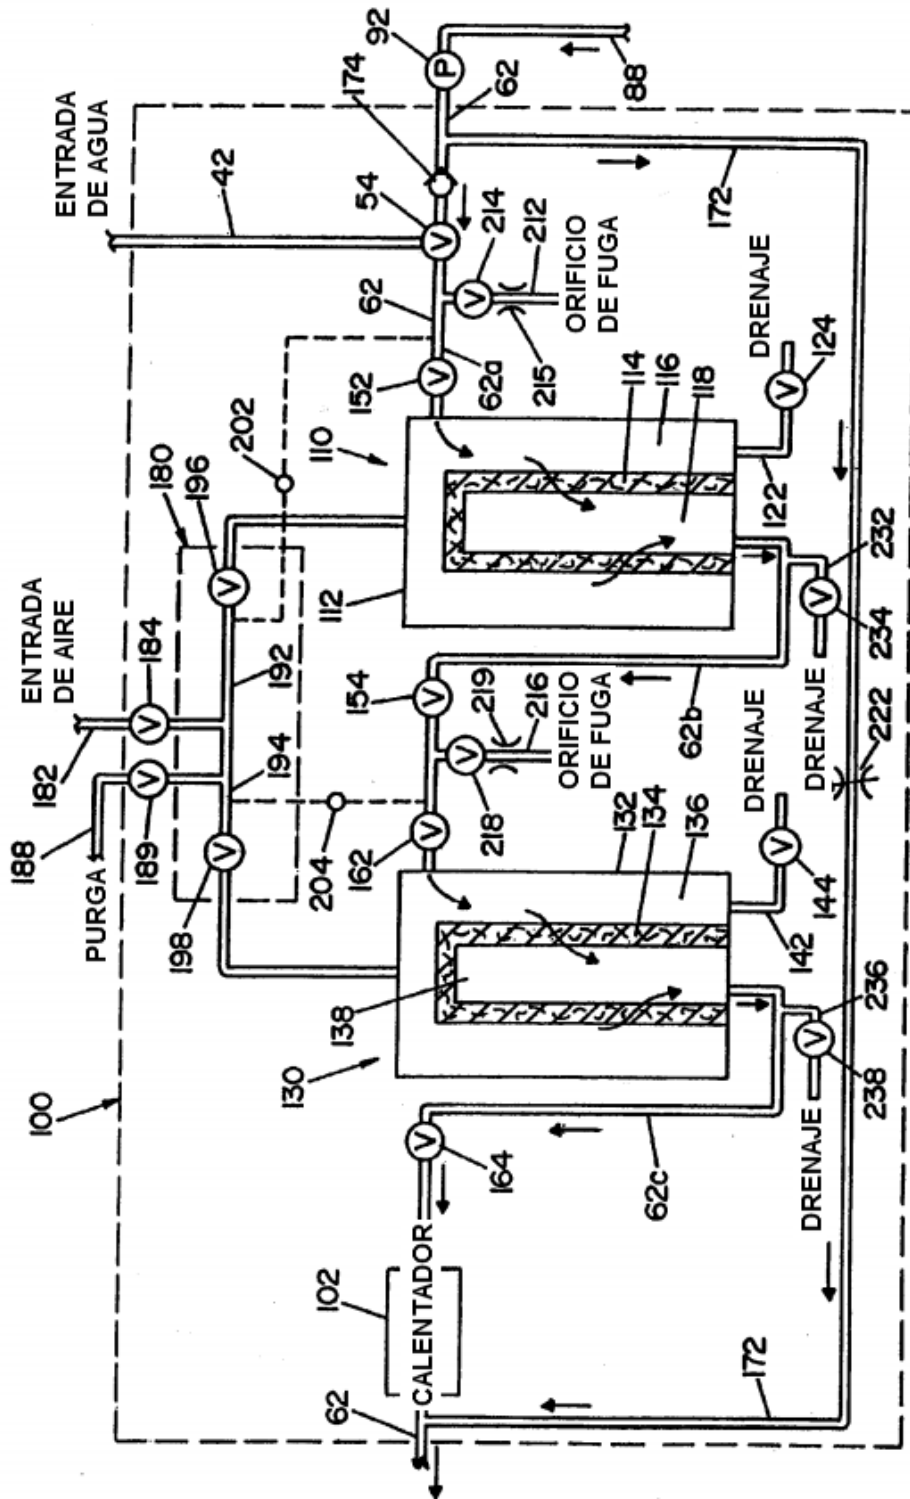 ENTRADA
DE AGUA
ENTRADA
DE AIRE
PURGA
188
182
100
189
V
184
V
42
198
V
192
194
180
196
V
202
204
110
130
112
62
102
CALENTADOR
V
164
162
V
154
V
152
V
62
54
V
174
92
P
62
88
62a
218
V
219
216
ORIFICIO
DE FUGA
214
V
215
212
ORIFICIO
DE FUGA
138
132
134
136
114
116
118
62c
62b
142
144
V
DRENAJE
122
124
V
DRENAJE
172
172
DRENAJE
238
V
236
DRENAJE
234
V
232
222